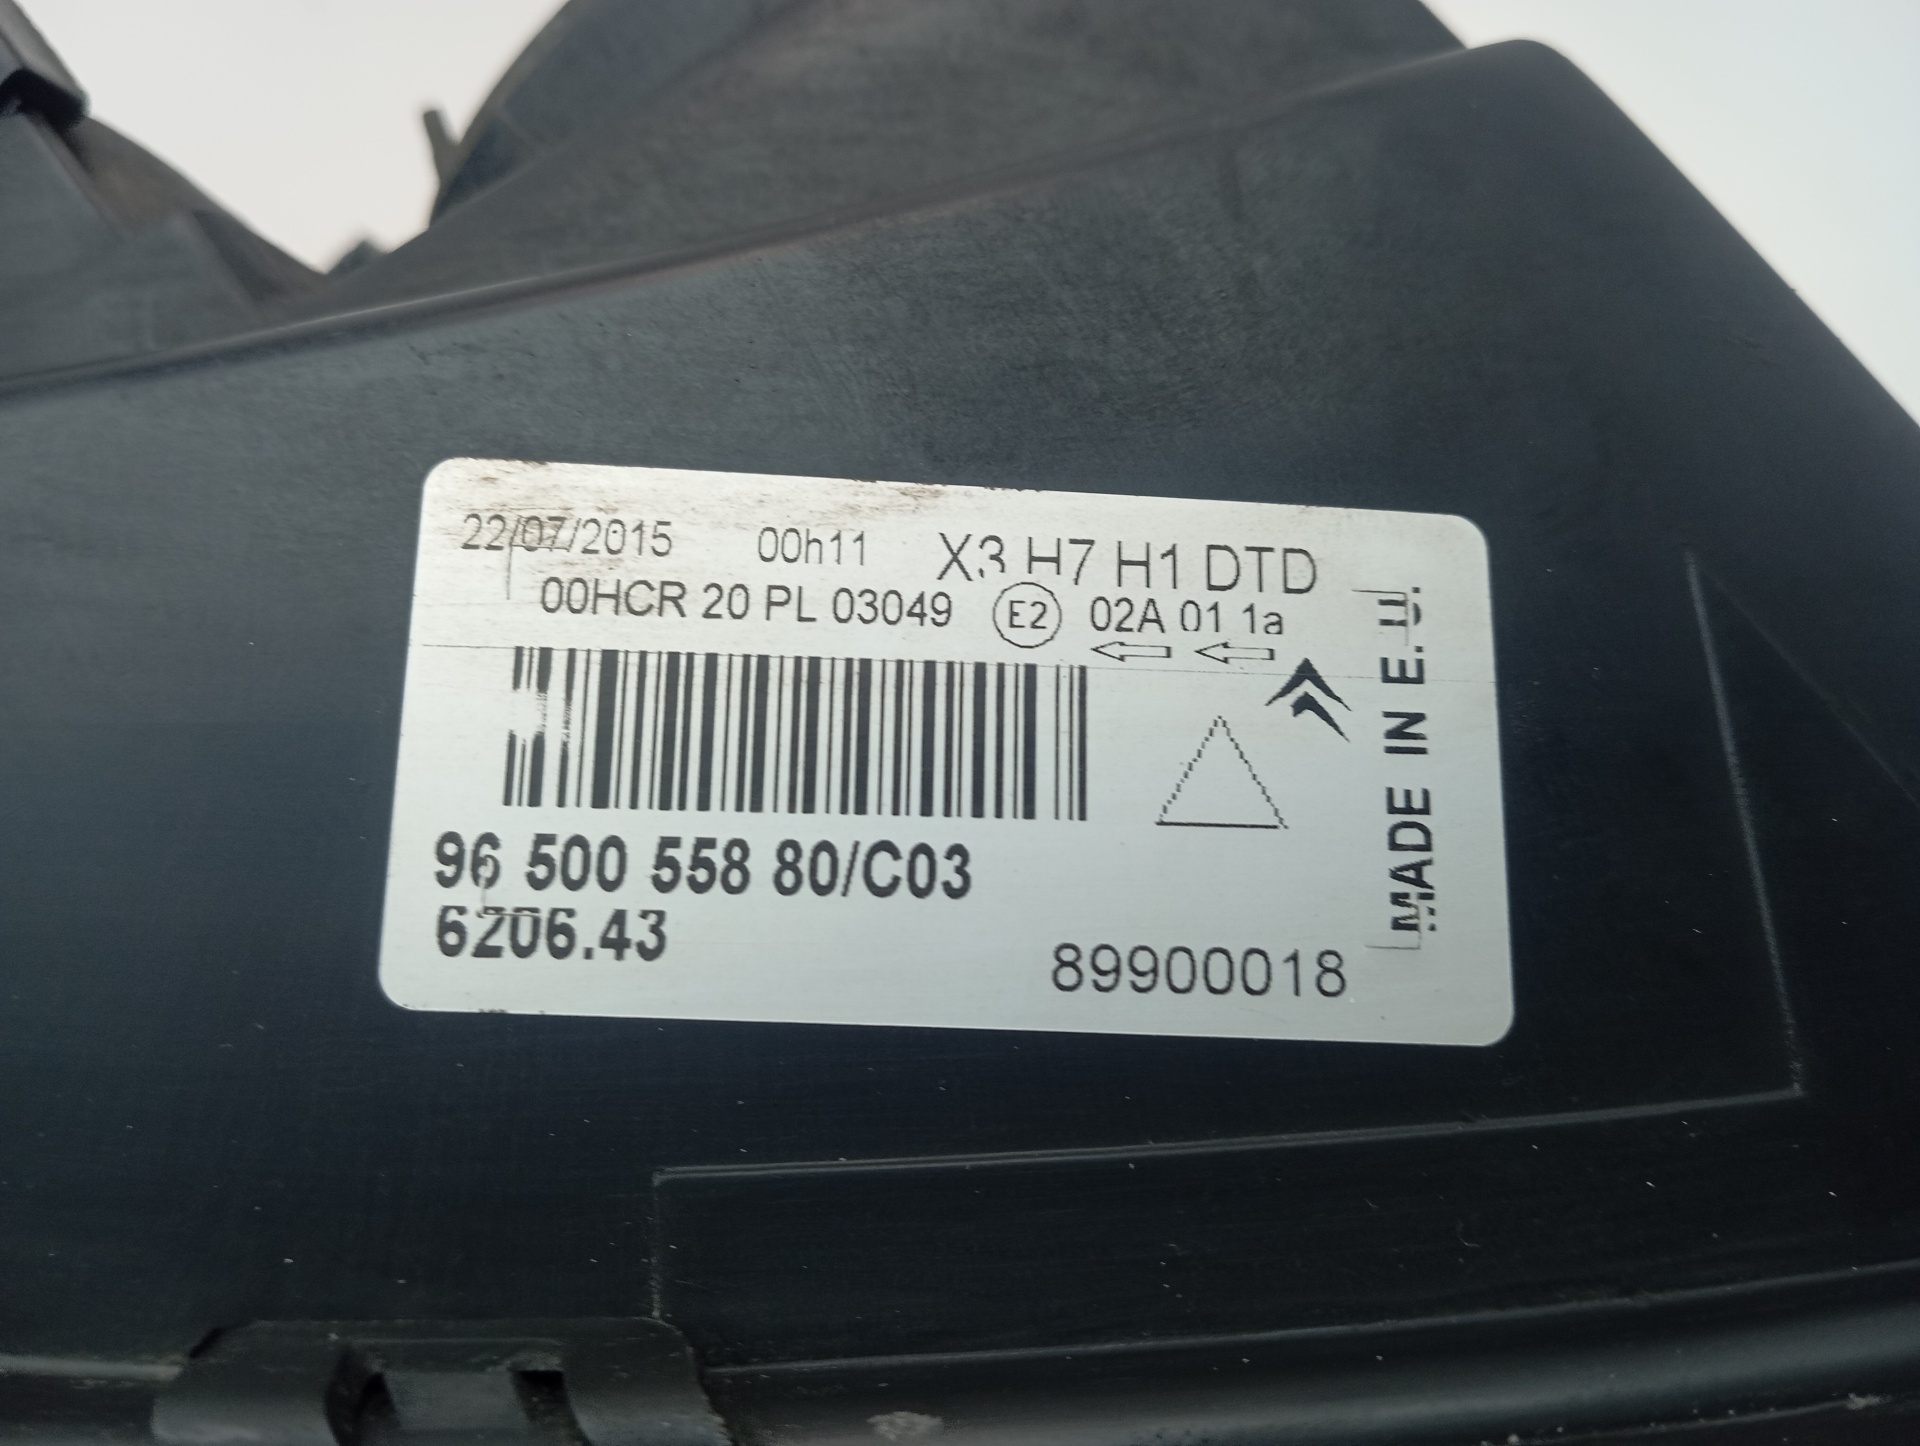 22/07/2015 00h11 X3 H7 H1 DTD
00HCR 20 PL 03049 E2 02A 01 1a
96 500 558 80/C03
6206.43
89900018
MADE IN E.U.